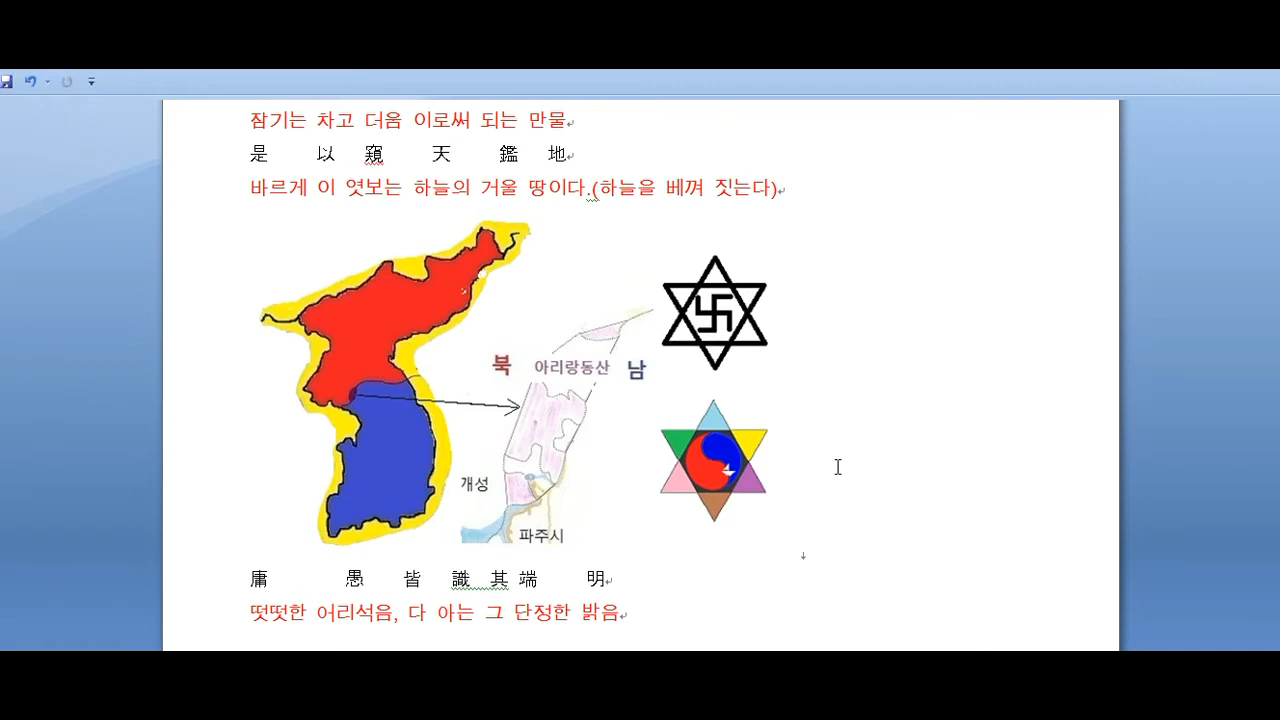 잠기는 차고 더움 이로써 되는 만물
是 以 窺 天 鑑 地
바르게 이 엿보는 하늘의 거울 땅이다.(하늘을 베껴 짓는다)
북 아리랑동산 남
개성
파주시
庸 愚 皆 識 其 端 明
떳떳한 어리석음, 다 아는 그 단정한 밝음